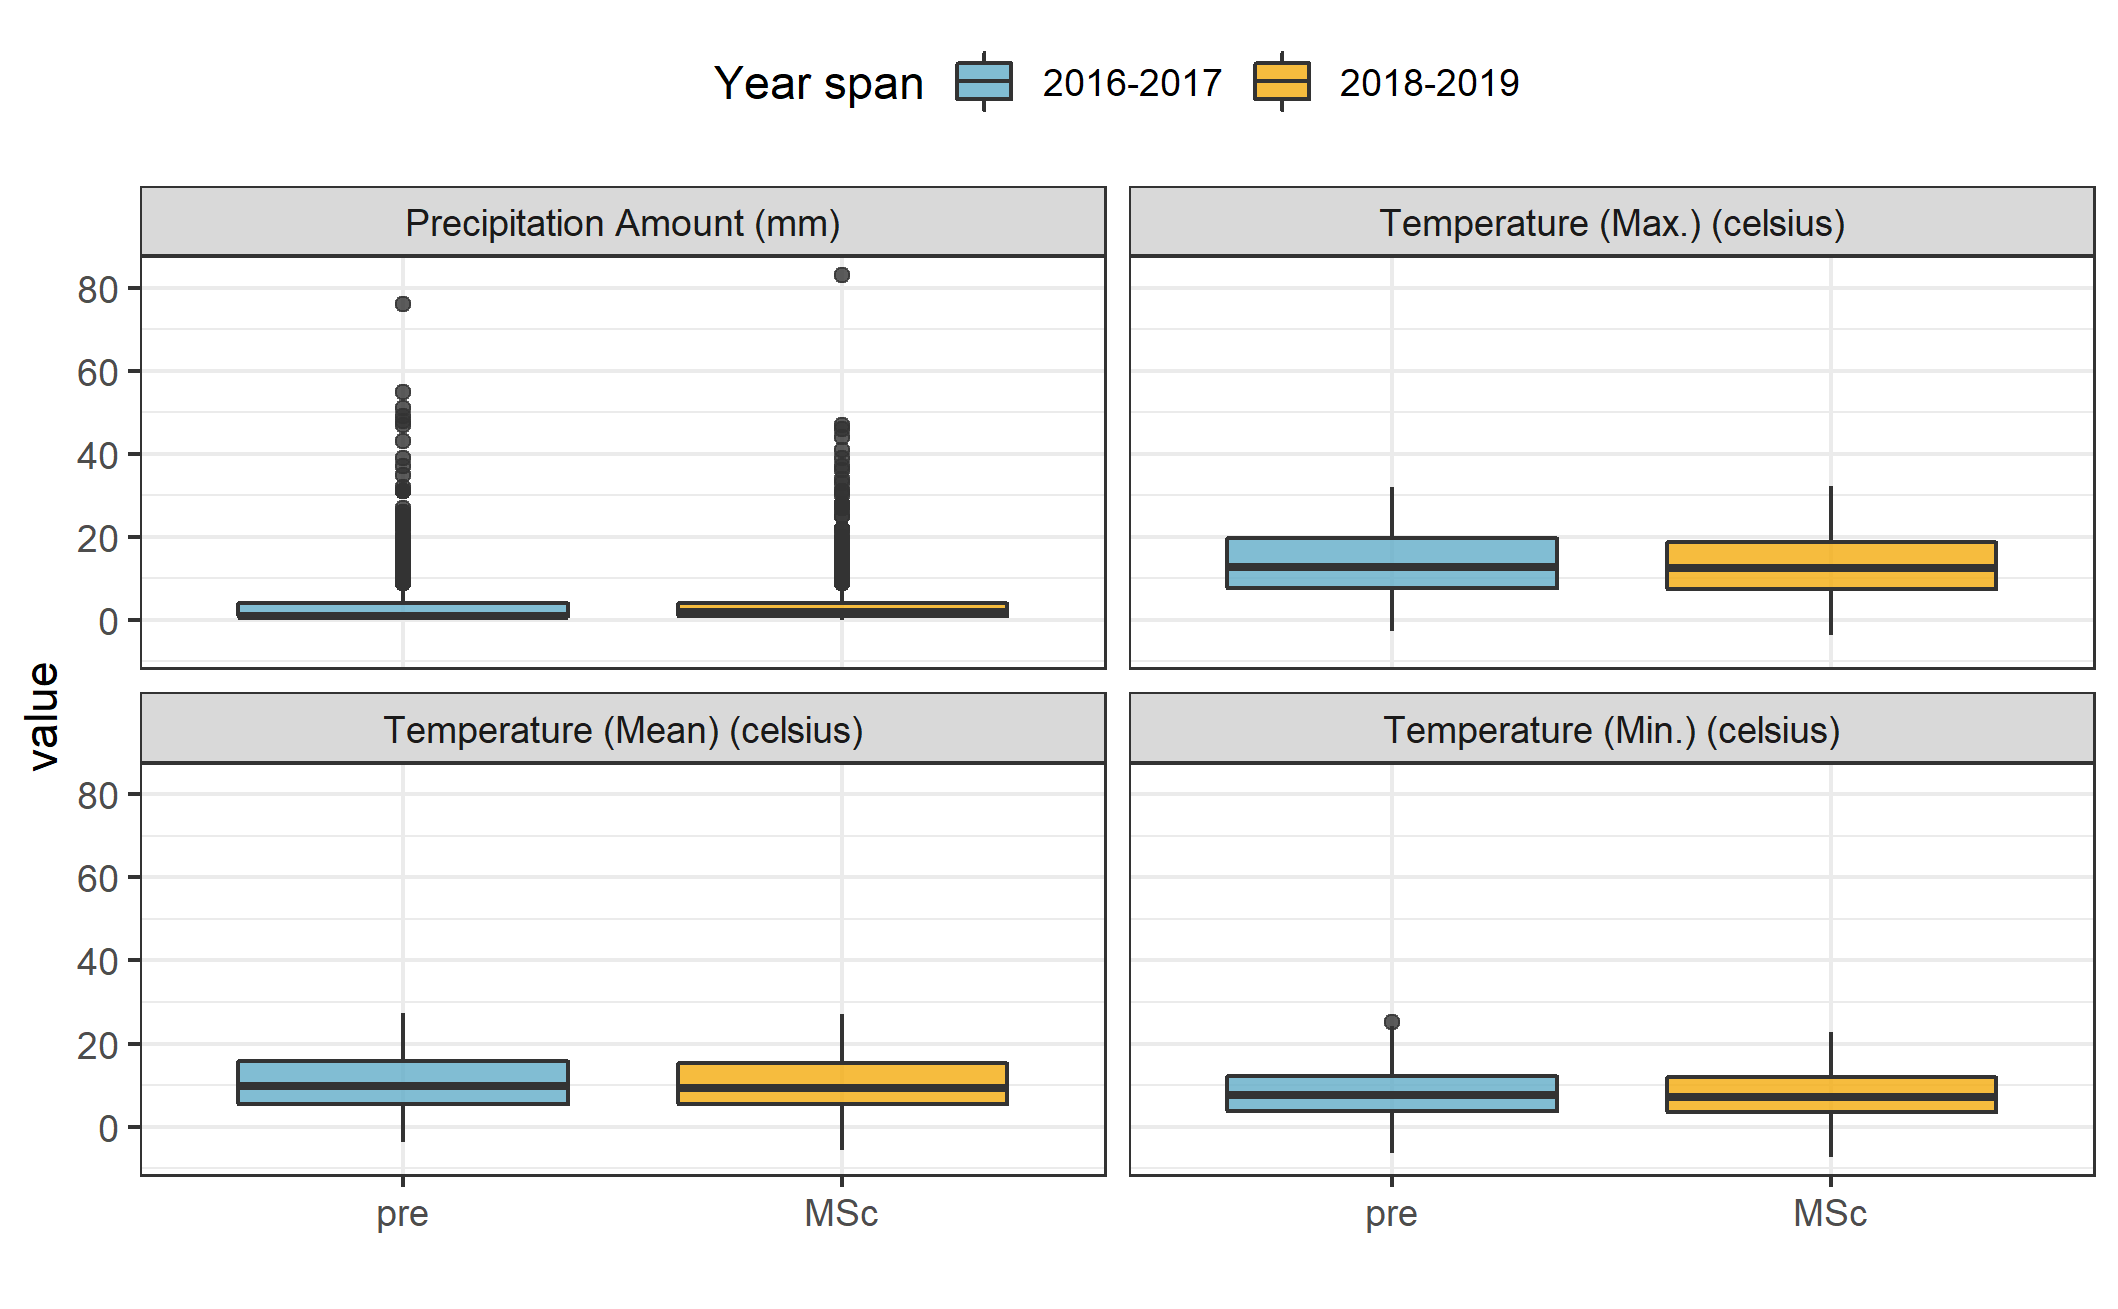 Year span 2016-2017 2018-2019
Precipitation Amount (mm) Temperature (Max.) (celsius)
80
60
40
20
0
value
Temperature (Mean) (celsius) Temperature (Min.) (celsius)
80
60
40
20
0
pre MSc pre MSc